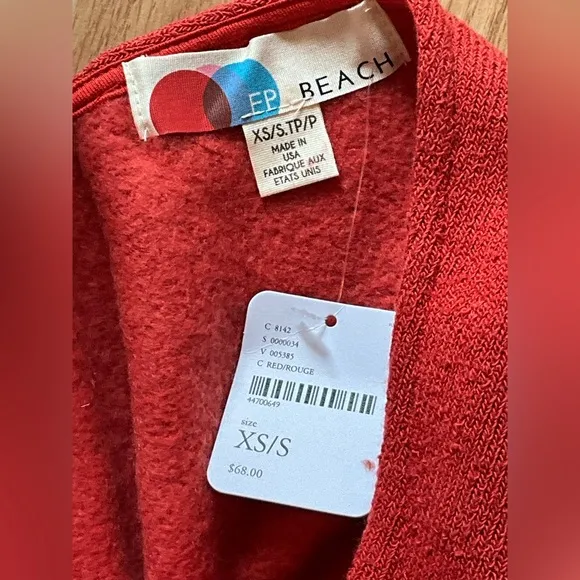 FP BEACH
XS/S.TP/P
MADE IN
USA
FABRIQUE AUX
ETATS UNIS
C 8142
S 0000034
V 005385
C RED/ROUGE
44700649
size
XS/S
$68.00